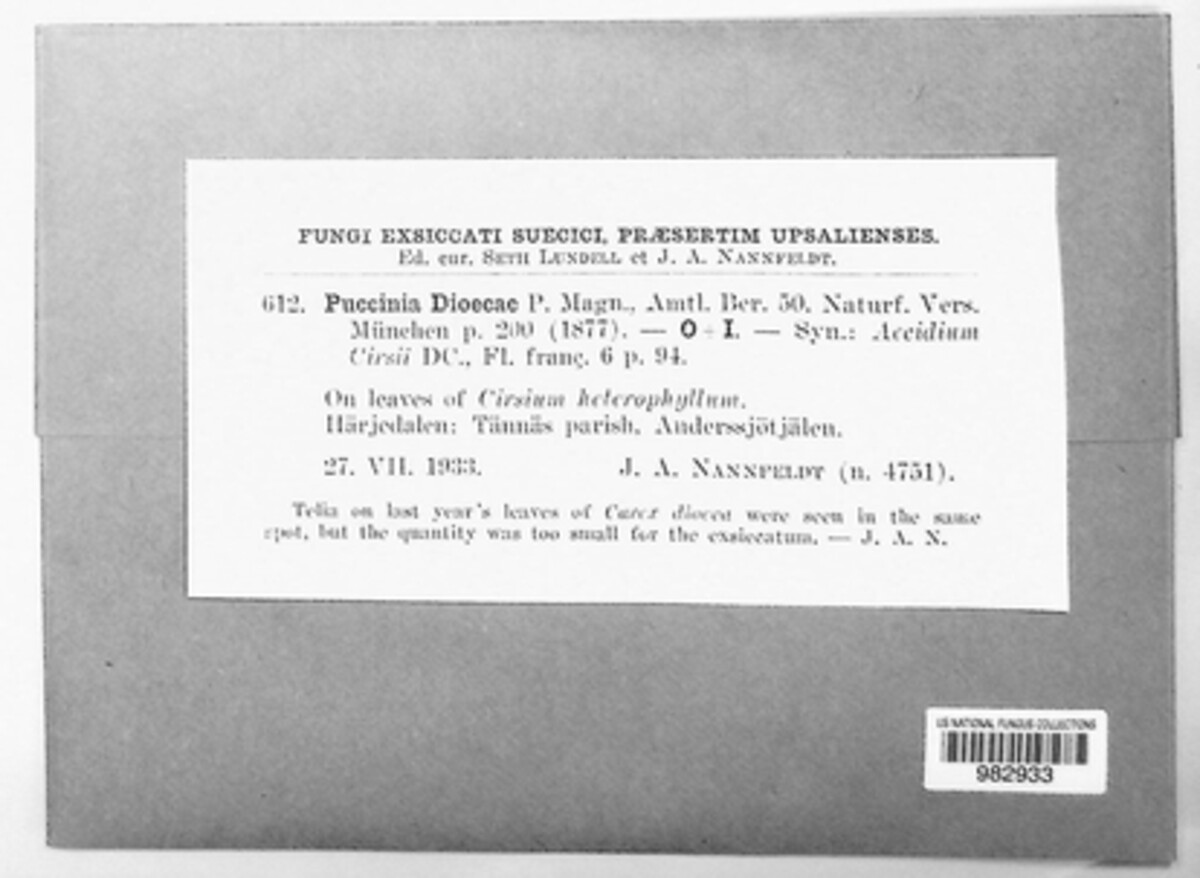 FUNGI EXSICCATI SUECICI, PRÆSERTIM UPSALIENSES.
Ed. cur. SETH LUNDELL et J. A. NANNFELDT.
612. Puccinia Dioecae P. Magn., Amtl. Ber. 50. Naturf. Vers.
München p. 200 (1877). — O + I. — Syn.: Aecidium
Cirsii DC., Fl. franç. 6 p. 94.
On leaves of Cirsium heterophyllum.
Härjedalen: Tännäs parish, Anderssjötjälen.
27. VII. 1933. J. A. NANNFELDT (n. 4751).
Telia on last year's leaves of Carex dioeca were seen in the same
spot, but the quantity was too small for the exsiccatum. — J. A. N.
US NATIONAL FUNGUS COLLECTIONS
982933